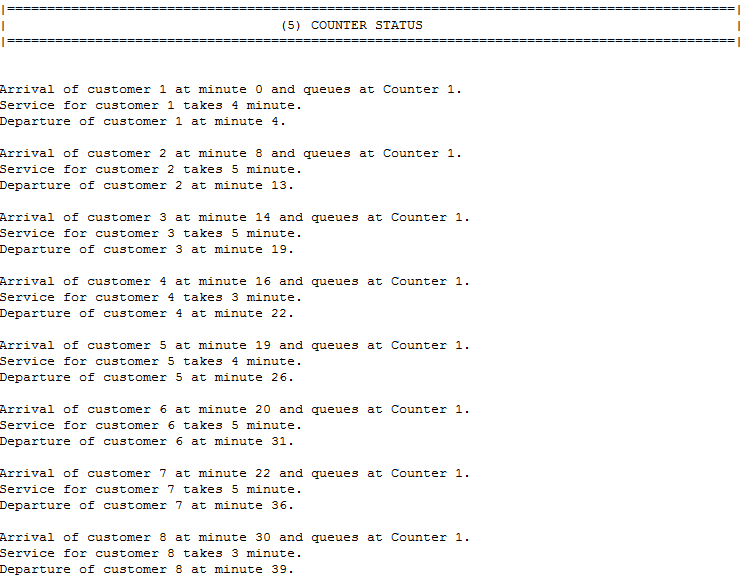 |==========================================================================================|
| (5) COUNTER STATUS |
|==========================================================================================|
Arrival of customer 1 at minute 0 and queues at Counter 1.
Service for customer 1 takes 4 minute.
Departure of customer 1 at minute 4.
Arrival of customer 2 at minute 8 and queues at Counter 1.
Service for customer 2 takes 5 minute.
Departure of customer 2 at minute 13.
Arrival of customer 3 at minute 14 and queues at Counter 1.
Service for customer 3 takes 5 minute.
Departure of customer 3 at minute 19.
Arrival of customer 4 at minute 16 and queues at Counter 1.
Service for customer 4 takes 3 minute.
Departure of customer 4 at minute 22.
Arrival of customer 5 at minute 19 and queues at Counter 1.
Service for customer 5 takes 4 minute.
Departure of customer 5 at minute 26.
Arrival of customer 6 at minute 20 and queues at Counter 1.
Service for customer 6 takes 5 minute.
Departure of customer 6 at minute 31.
Arrival of customer 7 at minute 22 and queues at Counter 1.
Service for customer 7 takes 5 minute.
Departure of customer 7 at minute 36.
Arrival of customer 8 at minute 30 and queues at Counter 1.
Service for customer 8 takes 3 minute.
Departure of customer 8 at minute 39.